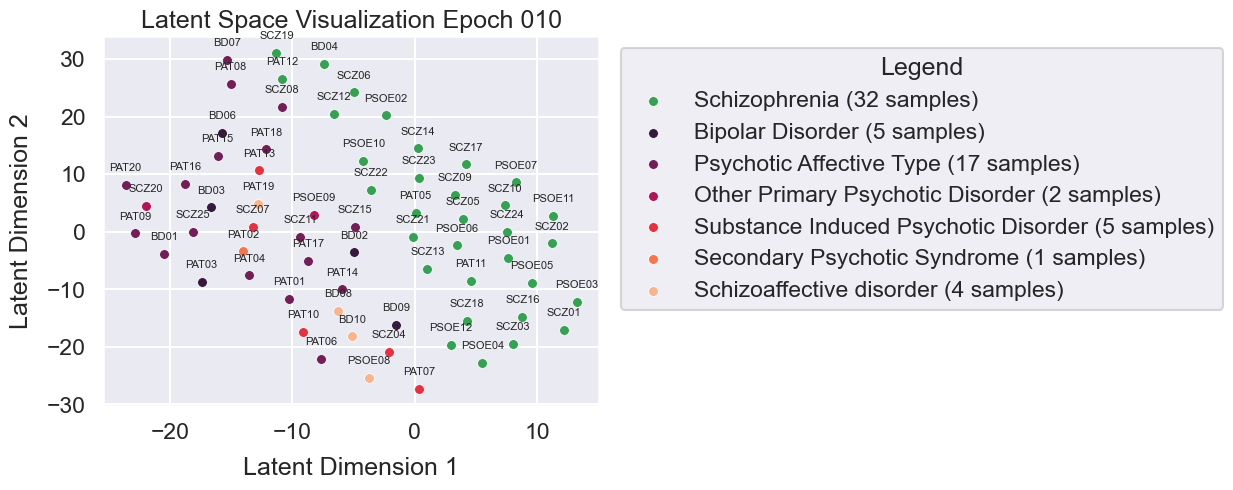 Latent Space Visualization Epoch 010
SCZ19
BD07
BD04
PAT08
PAT12
SCZ06
SCZ08
SCZ12
PSOE02
BD06
PAT15
PAT18
SCZ14
PAT13
PSOE10
SCZ17
PAT20
PAT16
SCZ23
PSOE07
SCZ20
PAT19
SCZ22
SCZ09
SCZ10
BD03
PSOE09
PAT05
PSOE11
PAT09
SCZ25
SCZ07
SCZ11
SCZ15
SCZ21
SCZ05
SCZ24
BD01
PAT02
PAT17
BD02
PSOE06
SCZ02
PAT03
PAT04
SCZ13
PSOE01
PAT01
PAT14
PAT11
PSOE05
BD08
PSOE03
PAT10
BD10
BD09
SCZ18
SCZ16
SCZ01
PAT06
SCZ04
PSOE12
SCZ03
PSOE08
PSOE04
PAT07
30
20
10
0
−10
−20
−30
−20
−10
0
10
Latent Dimension 2
Latent Dimension 1
Legend
Schizophrenia (32 samples)
Bipolar Disorder (5 samples)
Psychotic Affective Type (17 samples)
Other Primary Psychotic Disorder (2 samples)
Substance Induced Psychotic Disorder (5 samples)
Secondary Psychotic Syndrome (1 samples)
Schizoaffective disorder (4 samples)